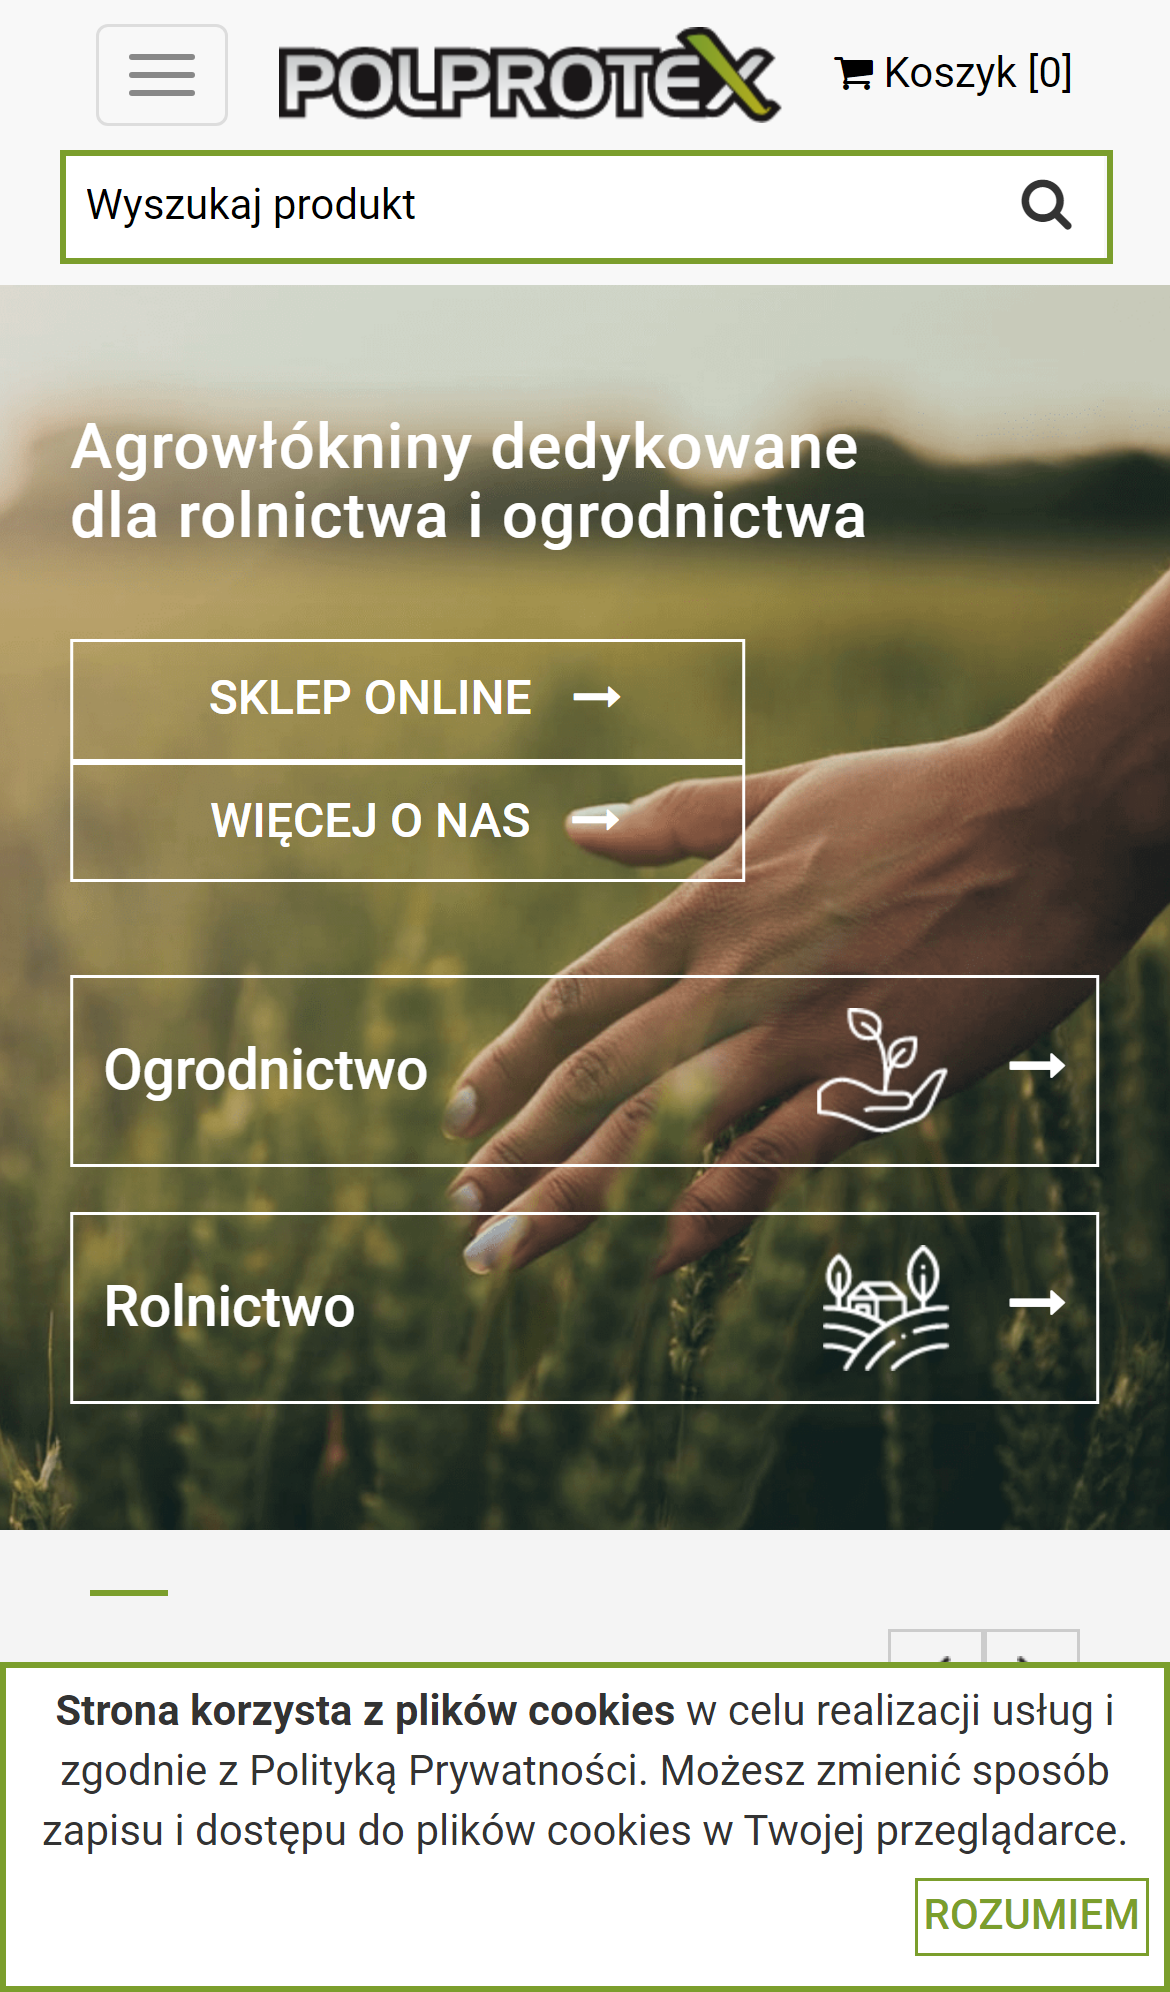 POLPROTEX
Koszyk [0]
Wyszukaj produkt
Agrowłókniny dedykowane
dla rolnictwa i ogrodnictwa
SKLEP ONLINE
WIĘCEJ O NAS
Ogrodnictwo
Rolnictwo
Strona korzysta z plików cookies w celu realizacji usług i
zgodnie z Polityką Prywatności. Możesz zmienić sposób
zapisu i dostępu do plików cookies w Twojej przeglądarce.
ROZUMIEM